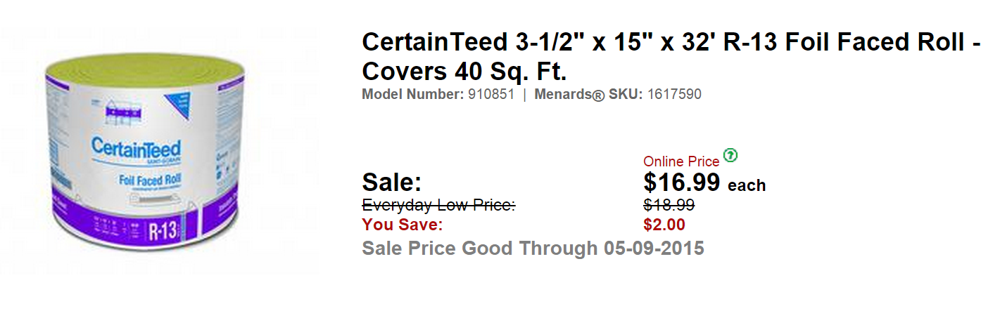 CertainTeed 3-1/2" x 15" x 32' R-13 Foil Faced Roll -
Covers 40 Sq. Ft.
Model Number: 910851 | Menards® SKU: 1617590
CertainTeed
SAINT-GOBAIN
Foil Faced Roll
R-13
Online Price ?
Sale: $16.99 each
Everyday Low Price: $18.99
You Save: $2.00
Sale Price Good Through 05-09-2015